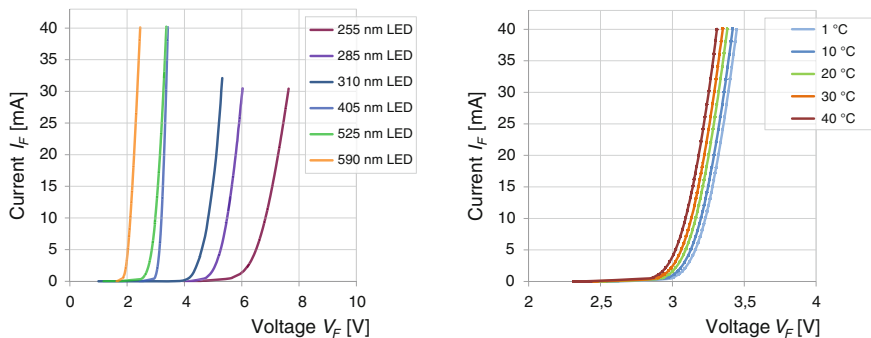 Current I_F [mA]
40
35
30
25
20
15
10
5
0
0
2
4
6
8
10
Voltage V_F [V]
255 nm LED
285 nm LED
310 nm LED
405 nm LED
525 nm LED
590 nm LED
Current I_F [mA]
40
35
30
25
20
15
10
5
0
2
2,5
3
3,5
4
Voltage V_F [V]
1 °C
10 °C
20 °C
30 °C
40 °C